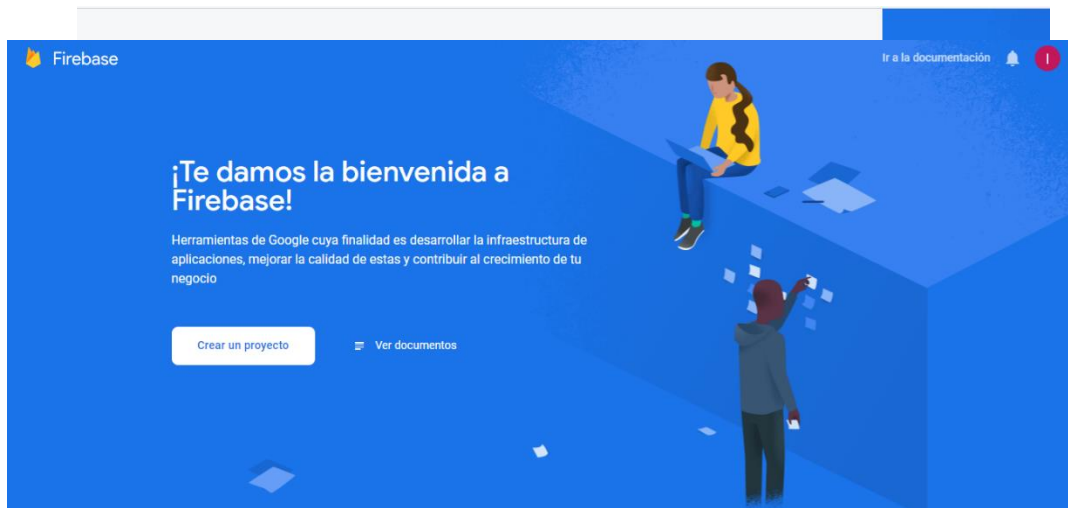 Firebase
Ir a la documentación
I
¡Te damos la bienvenida a
Firebase!
Herramientas de Google cuya finalidad es desarrollar la infraestructura de
aplicaciones, mejorar la calidad de estas y contribuir al crecimiento de tu
negocio
Crear un proyecto
Ver documentos